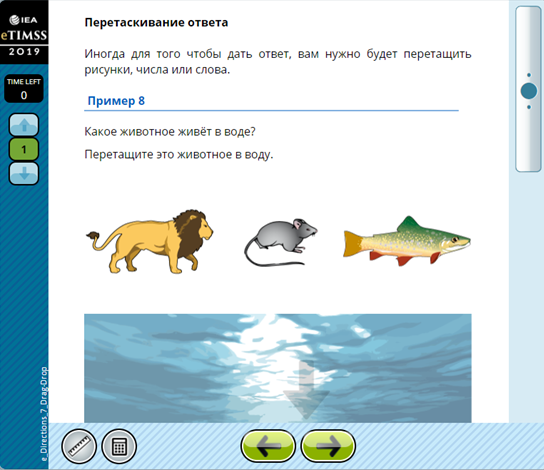 IEA
eTIMSS
2019
TIME LEFT
0
1
Перетаскивание ответа
Иногда для того чтобы дать ответ, вам нужно будет перетащить
рисунки, числа или слова.
Пример 8
Какое животное живёт в воде?
Перетащите это животное в воду.
e_Directions_7_Drag-Drop